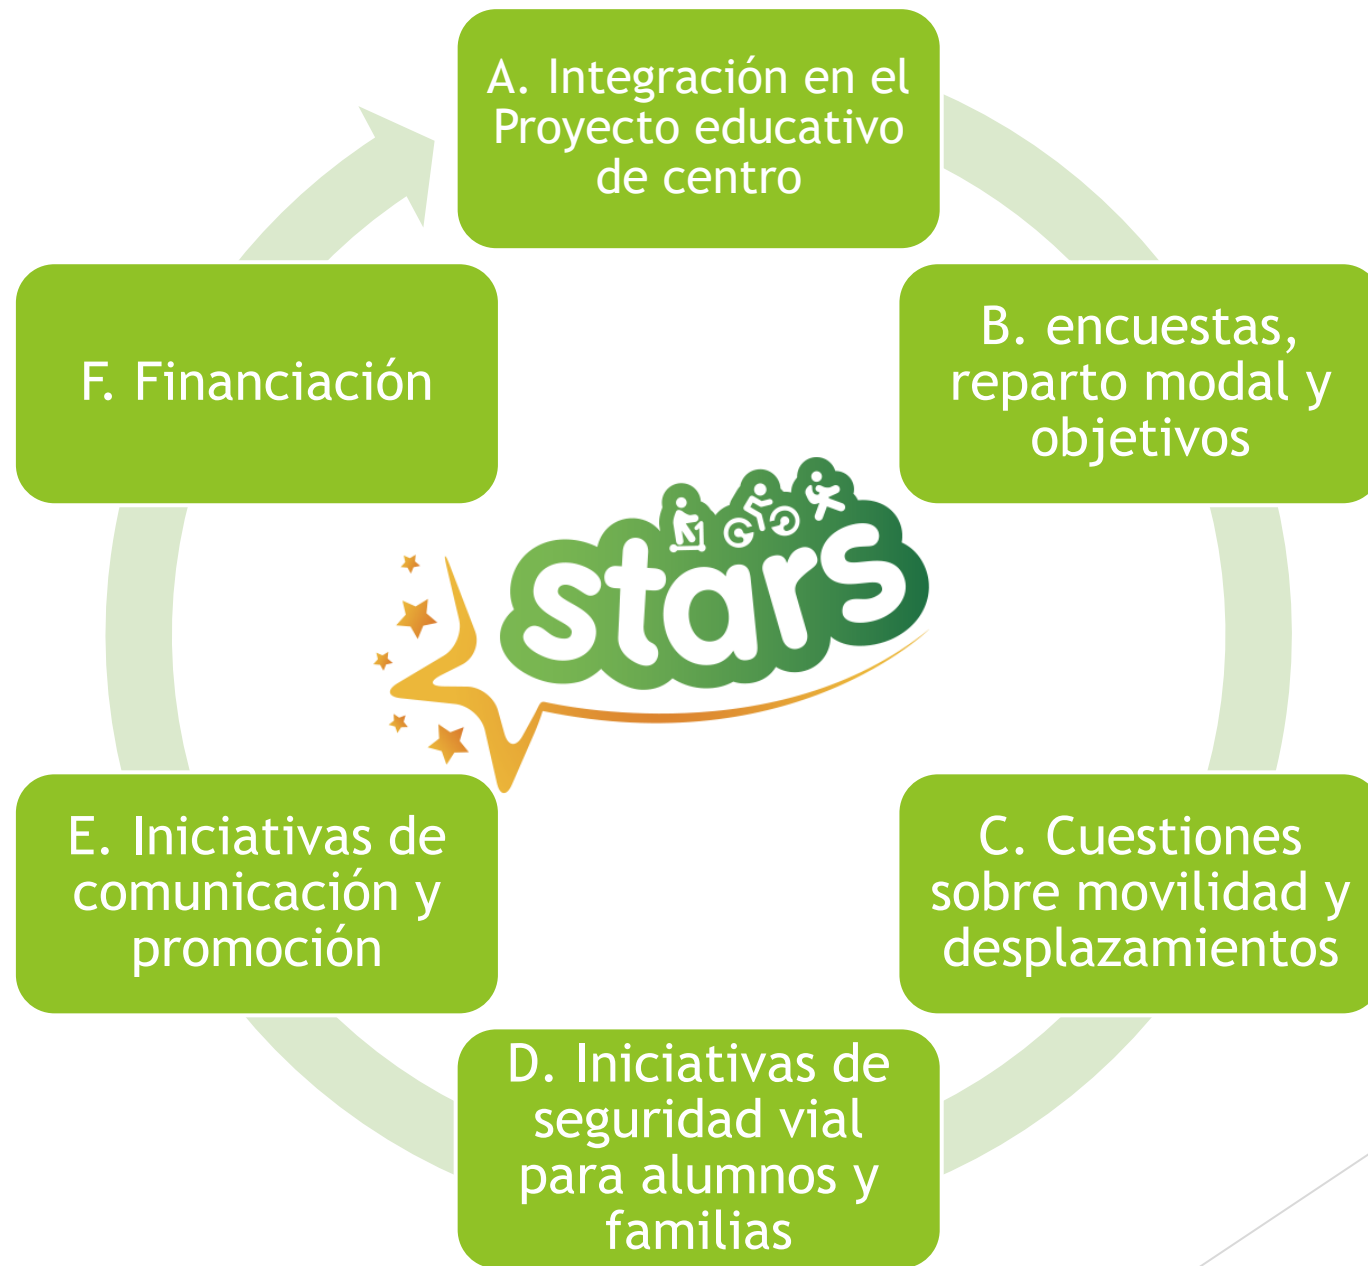 A. Integración en el
Proyecto educativo
de centro
B. encuestas,
reparto modal y
objetivos
C. Cuestiones
sobre movilidad y
desplazamientos
D. Iniciativas de
seguridad vial
para alumnos y
familias
E. Iniciativas de
comunicación y
promoción
F. Financiación
stars